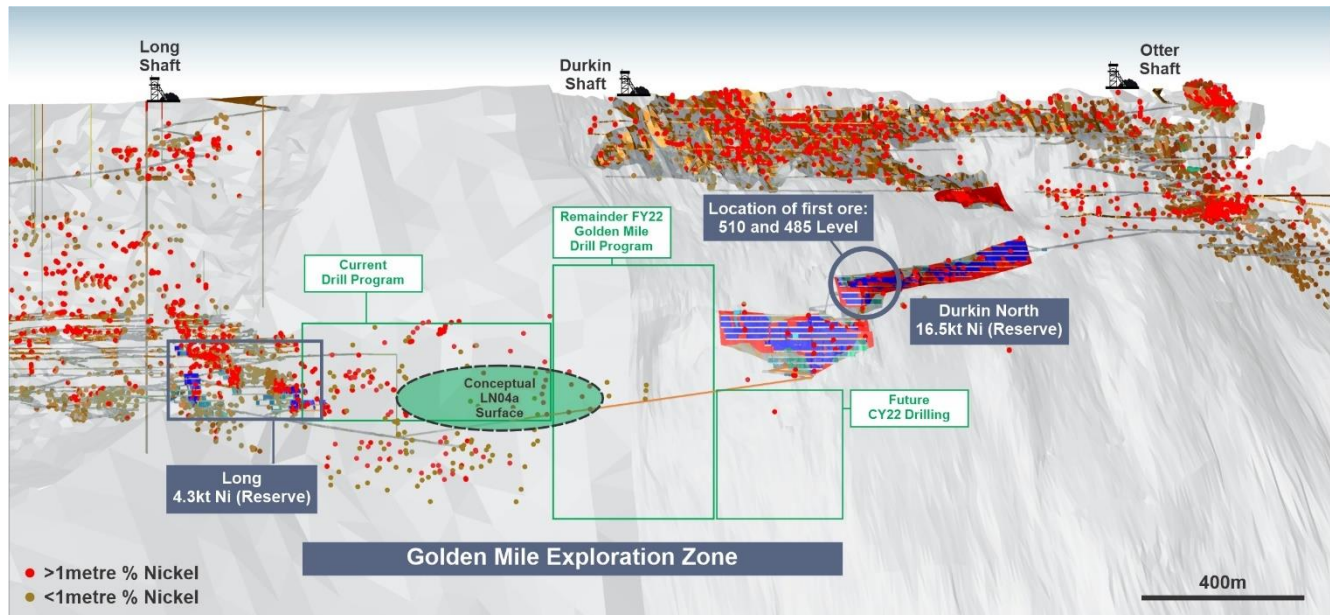 Long
Shaft
Durkin
Shaft
Otter
Shaft
Remainder FY22
Golden Mile
Drill Program
Location of first ore:
510 and 485 Level
Current
Drill Program
Durkin North
16.5kt Ni (Reserve)
Conceptual
LN04a
Surface
Future
CY22 Drilling
Long
4.3kt Ni (Reserve)
Golden Mile Exploration Zone
>1metre % Nickel
<1metre % Nickel
400m